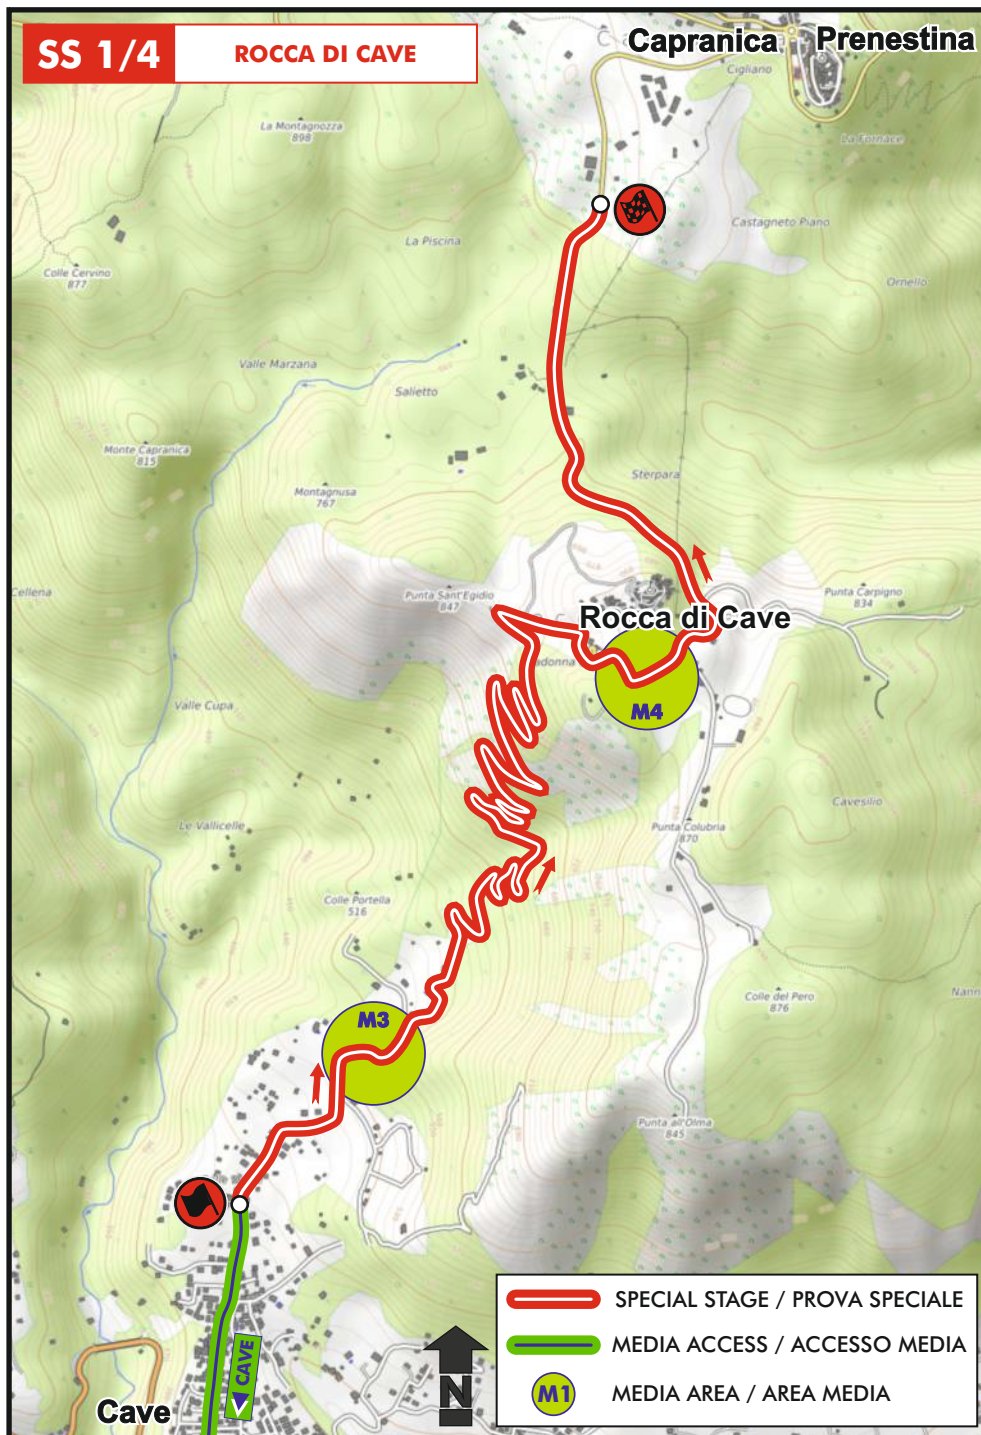 SS 1/4
ROCCA DI CAVE
Capranica Prenestina
Cigliano
La Montagnozza
898
La Fornace
Castagneto Piano
La Piscina
Colle Cervino
877
Ornello
Valle Marzana
Salietto
Monte Capranica
815
Sterpara
Montagnusa
767
Cellena
Punta Sant'Egidio
847
Punta Carpigno
834
Rocca di Cave
adonna
M4
Valle Cupa
Cavesilio
Le Vallicelle
Punta Colubria
870
Colle Portella
516
Colle del Pero
876
Nann
M3
Punta all'Olma
845
CAVE
Cave
N
SPECIAL STAGE / PROVA SPECIALE
MEDIA ACCESS / ACCESSO MEDIA
M1
MEDIA AREA / AREA MEDIA